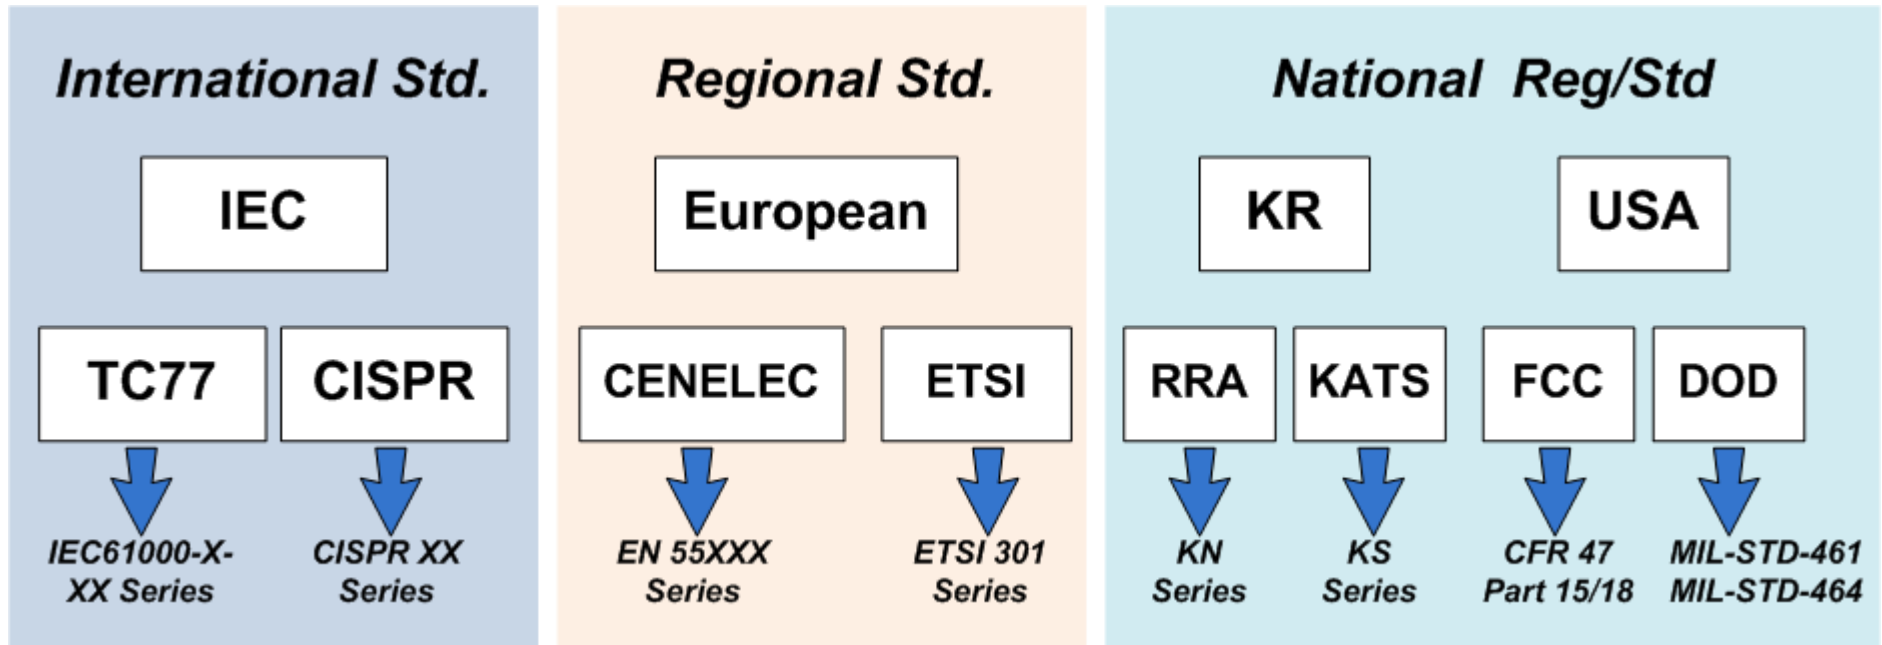 International Std.
Regional Std.
National Reg/Std
IEC
European
KR
USA
TC77
CISPR
CENELEC
ETSI
RRA
KATS
FCC
DOD
IEC61000-X-
XX Series
CISPR XX
Series
EN 55XXX
Series
ETSI 301
Series
KN
Series
KS
Series
CFR 47
Part 15/18
MIL-STD-461
MIL-STD-464